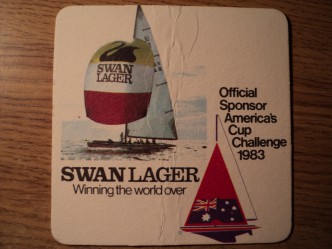 SWAN
LAGER
Official
Sponsor
America's
Cup
Challenge
1983
SWAN LAGER
Winning the world over